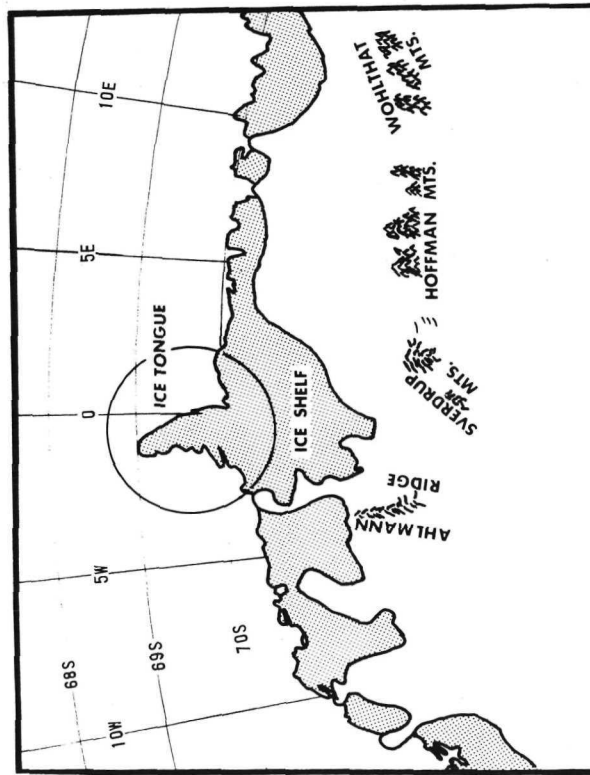 10E
5E
0
5W
10W
68S
69S
70S
ICE TONGUE
ICE SHELF
WOHLTHAT
MTS.
HOFFMAN MTS.
SVERDRUP
MTS.
AHLMANN
RIDGE